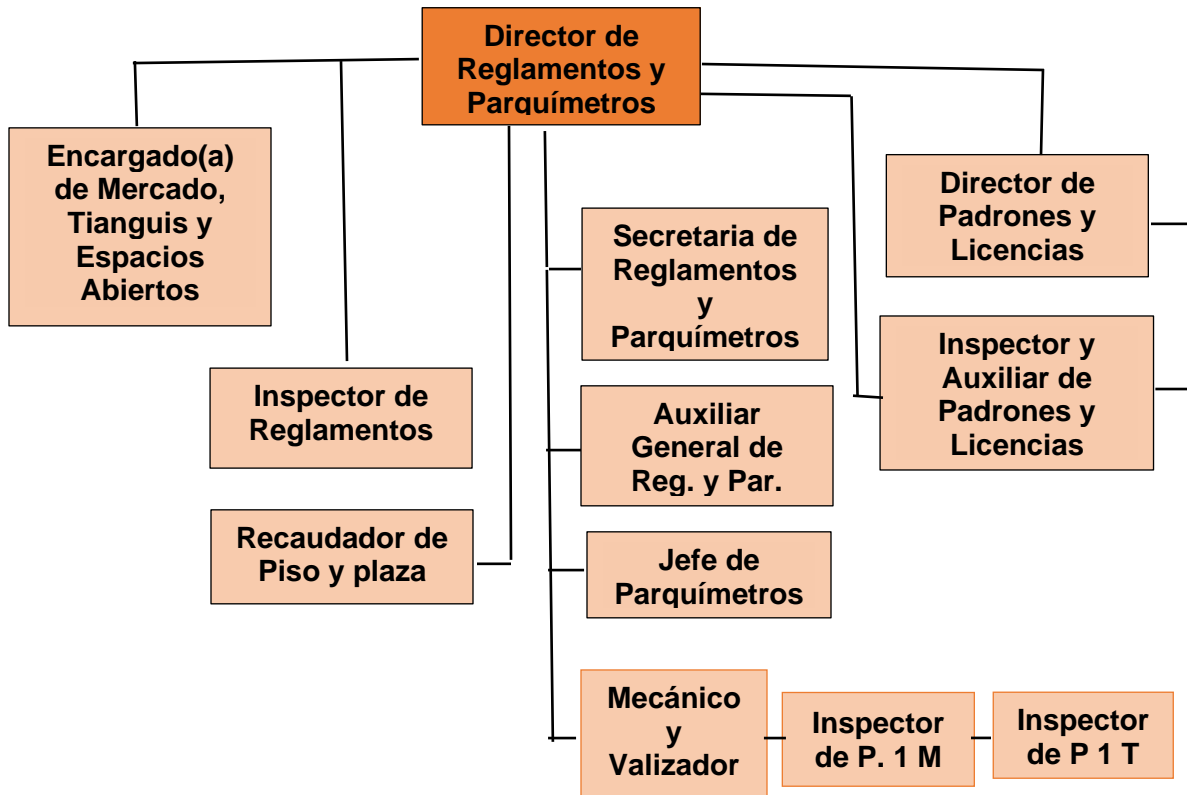 Director de
Reglamentos y
Parquímetros
Encargado(a)
de Mercado,
Tianguis y
Espacios
Abiertos
Director de
Padrones y
Licencias
Secretaria de
Reglamentos
y
Parquímetros
Inspector y
Auxiliar de
Padrones y
Licencias
Inspector de
Reglamentos
Auxiliar
General de
Reg. y Par.
Recaudador de
Piso y plaza
Jefe de
Parquímetros
Mecánico
y
Valizador
Inspector
de P. 1 M
Inspector
de P 1 T